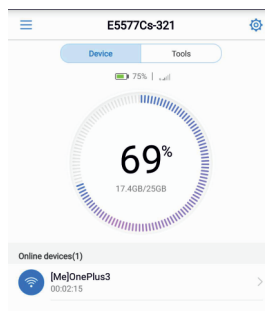 E5577Cs-321
Device Tools
75% |
69%
17.4GB/25GB
Online devices(1)
[Me]OnePlus3
00:02:15